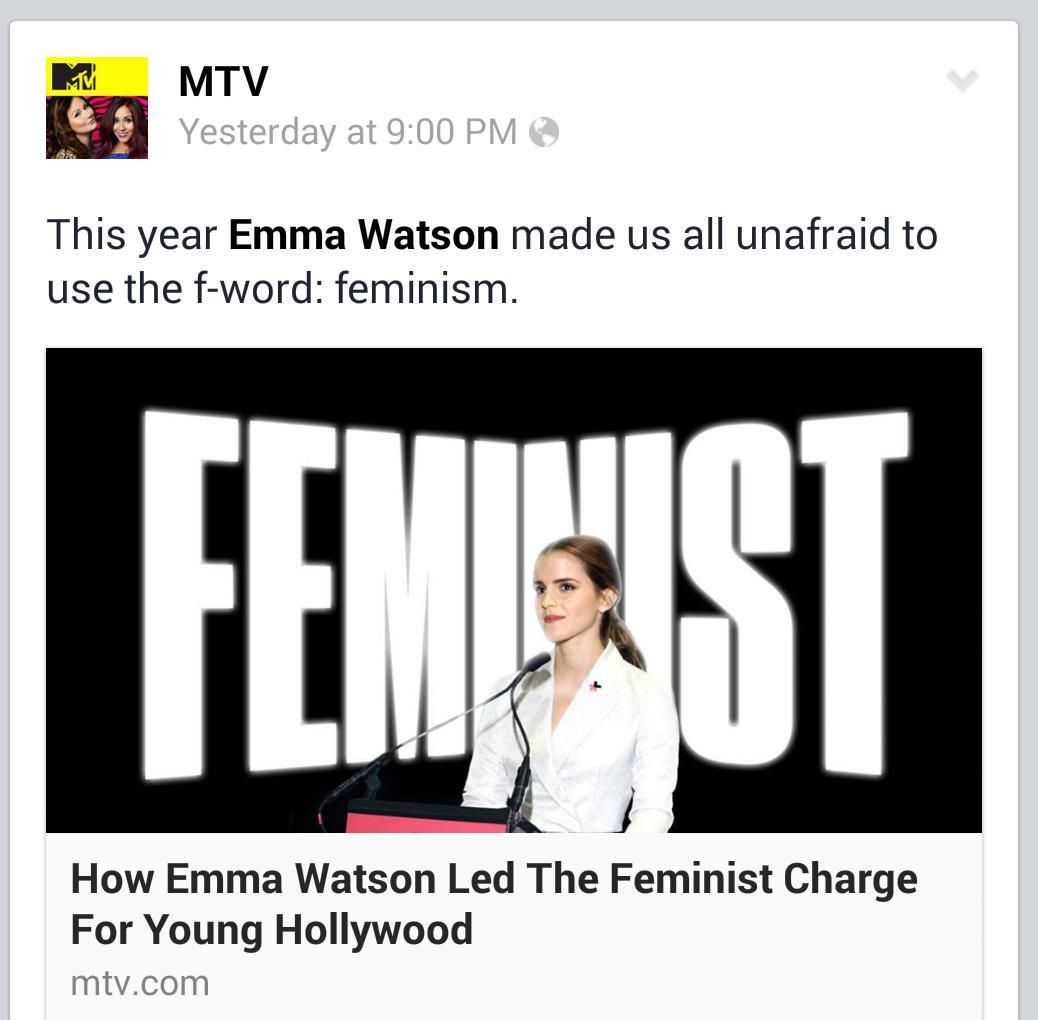 MTV
MTV
Yesterday at 9:00 PM
This year Emma Watson made us all unafraid to
use the f-word: feminism.
FEMINIST
How Emma Watson Led The Feminist Charge
For Young Hollywood
mtv.com